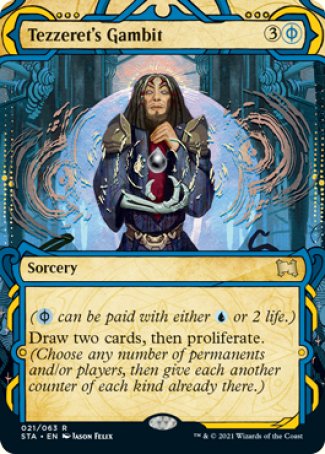 Tezzeret's Gambit 3
Sorcery
( can be paid with either or 2 life.)
Draw two cards, then proliferate.
(Choose any number of permanents
and/or players, then give each another
counter of each kind already there.)
021/063 R
STA • EN Jason Felix
™ & © 2021 Wizards of the Coast